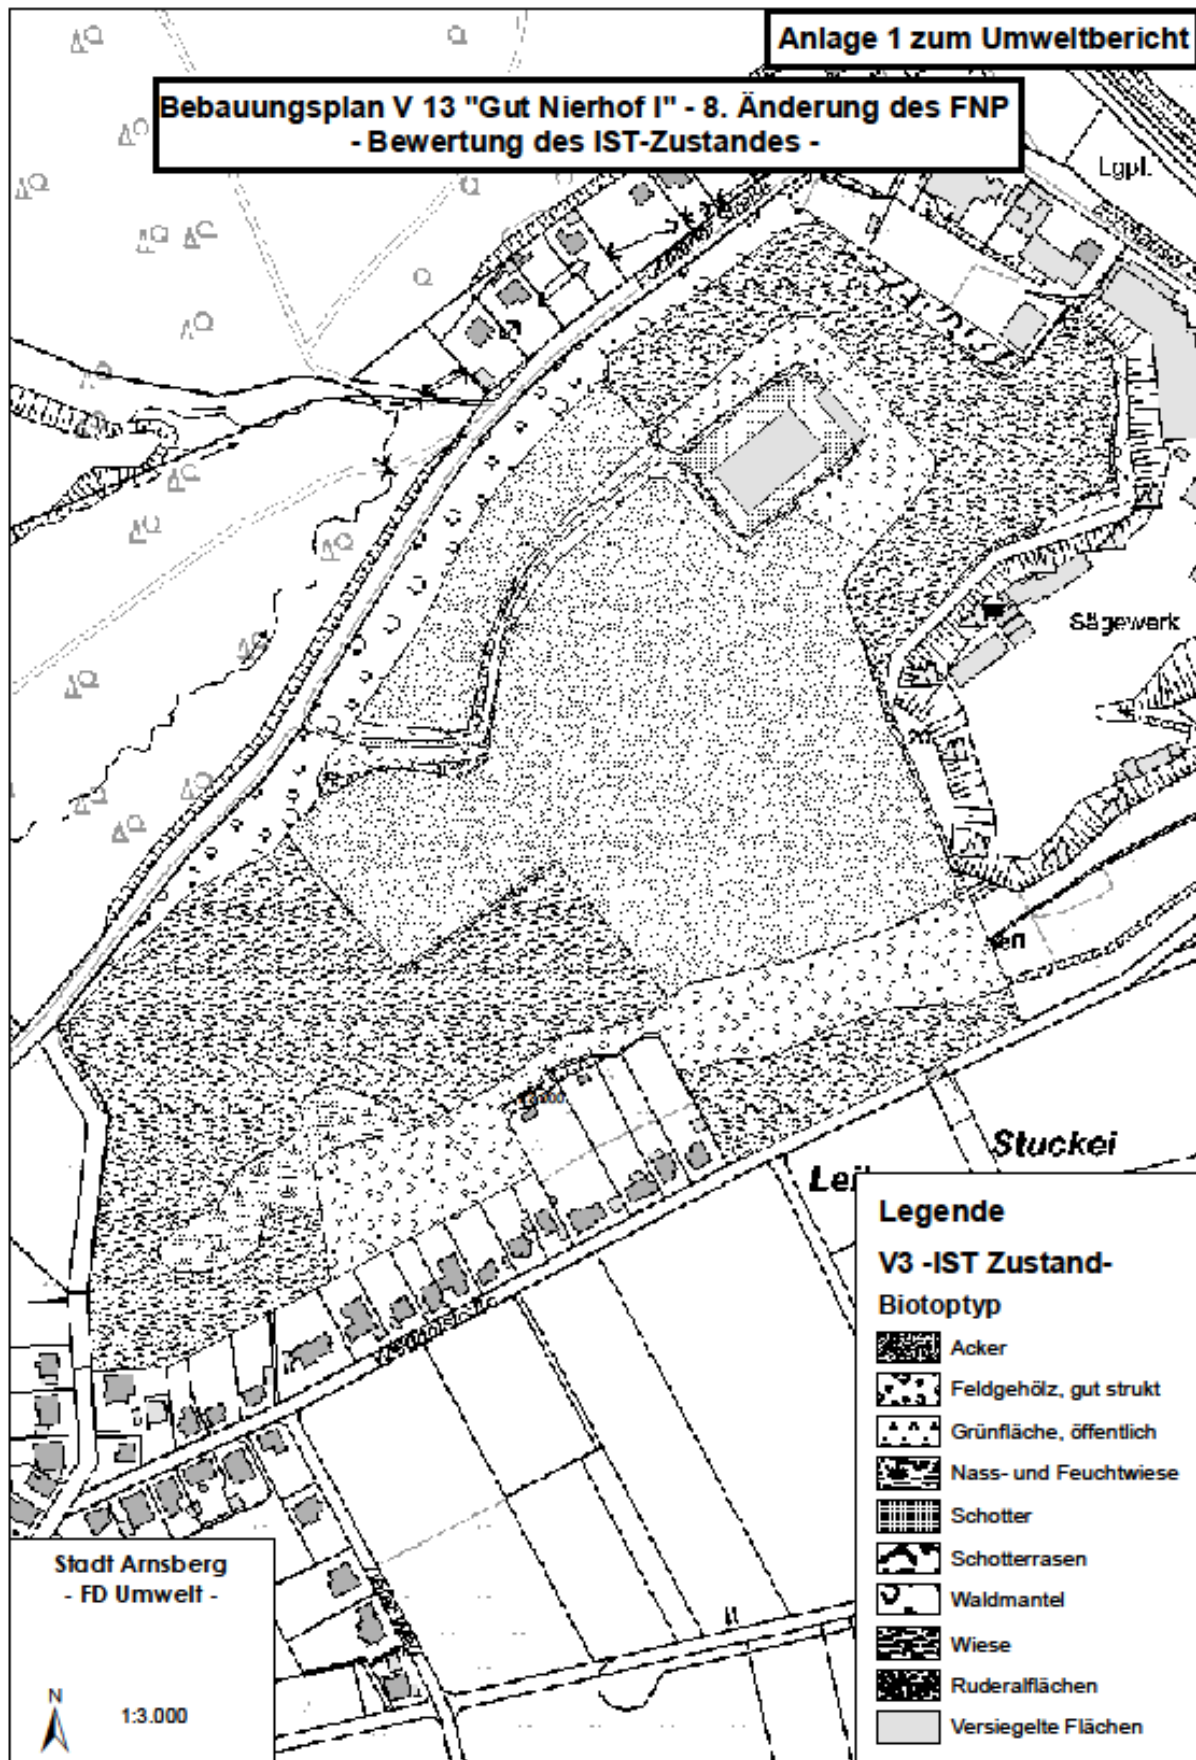 Anlage 1 zum Umweltbericht
Bebauungsplan V 13 "Gut Nierhof I" - 8. Änderung des FNP
- Bewertung des IST-Zustandes -
Lgpl.
Sägewerk
Stuckei
Legende
V3 -IST Zustand-
Biotoptyp
Acker
Feldgehölz, gut strukt
Grünfläche, öffentlich
Nass- und Feuchtwiese
Schotter
Schotterrasen
Waldmantel
Wiese
Ruderalflächen
Versiegelte Flächen
Stadt Arnsberg
- FD Umwelt -
N
1:3.000